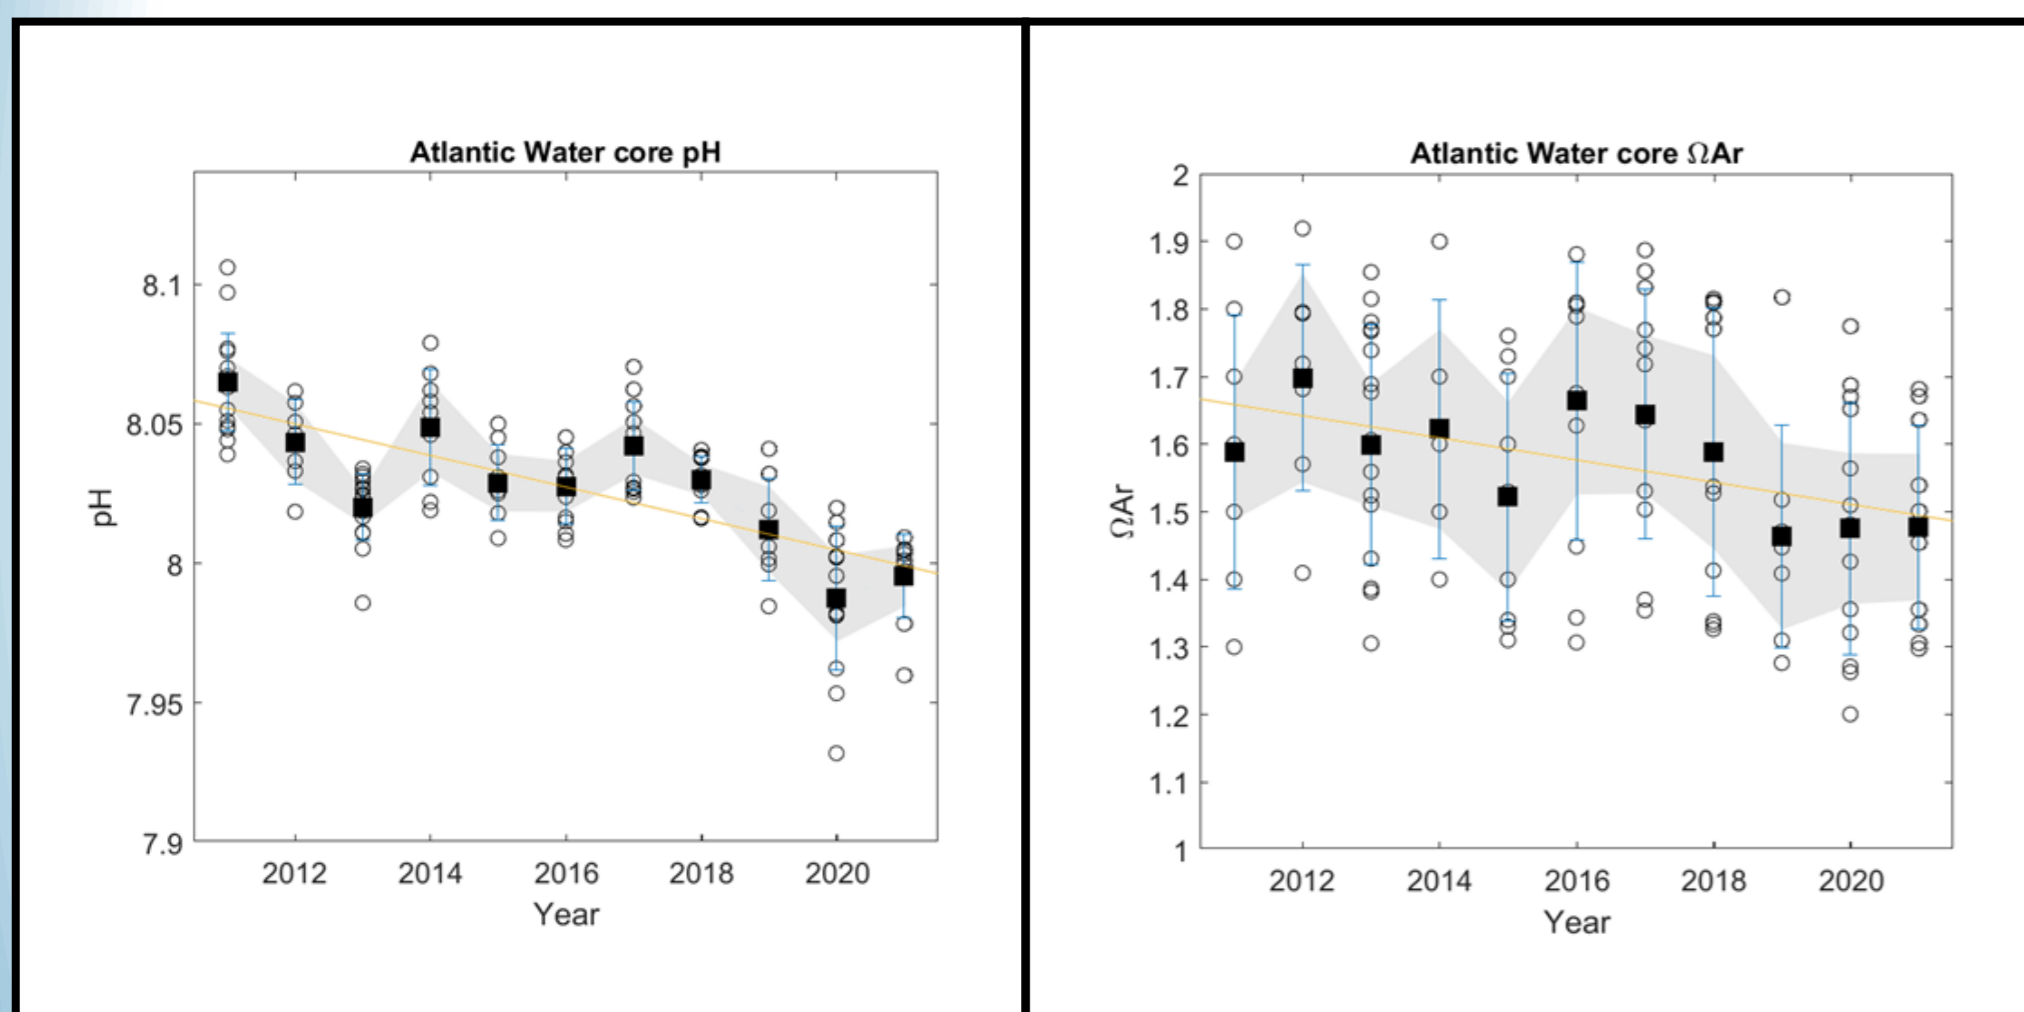 Atlantic Water core pH
8.1
8.05
8
7.95
7.9
pH
2012 2014 2016 2018 2020
Year
Atlantic Water core ΩAr
2
1.9
1.8
1.7
1.6
1.5
1.4
1.3
1.2
1.1
1
ΩAr
2012 2014 2016 2018 2020
Year